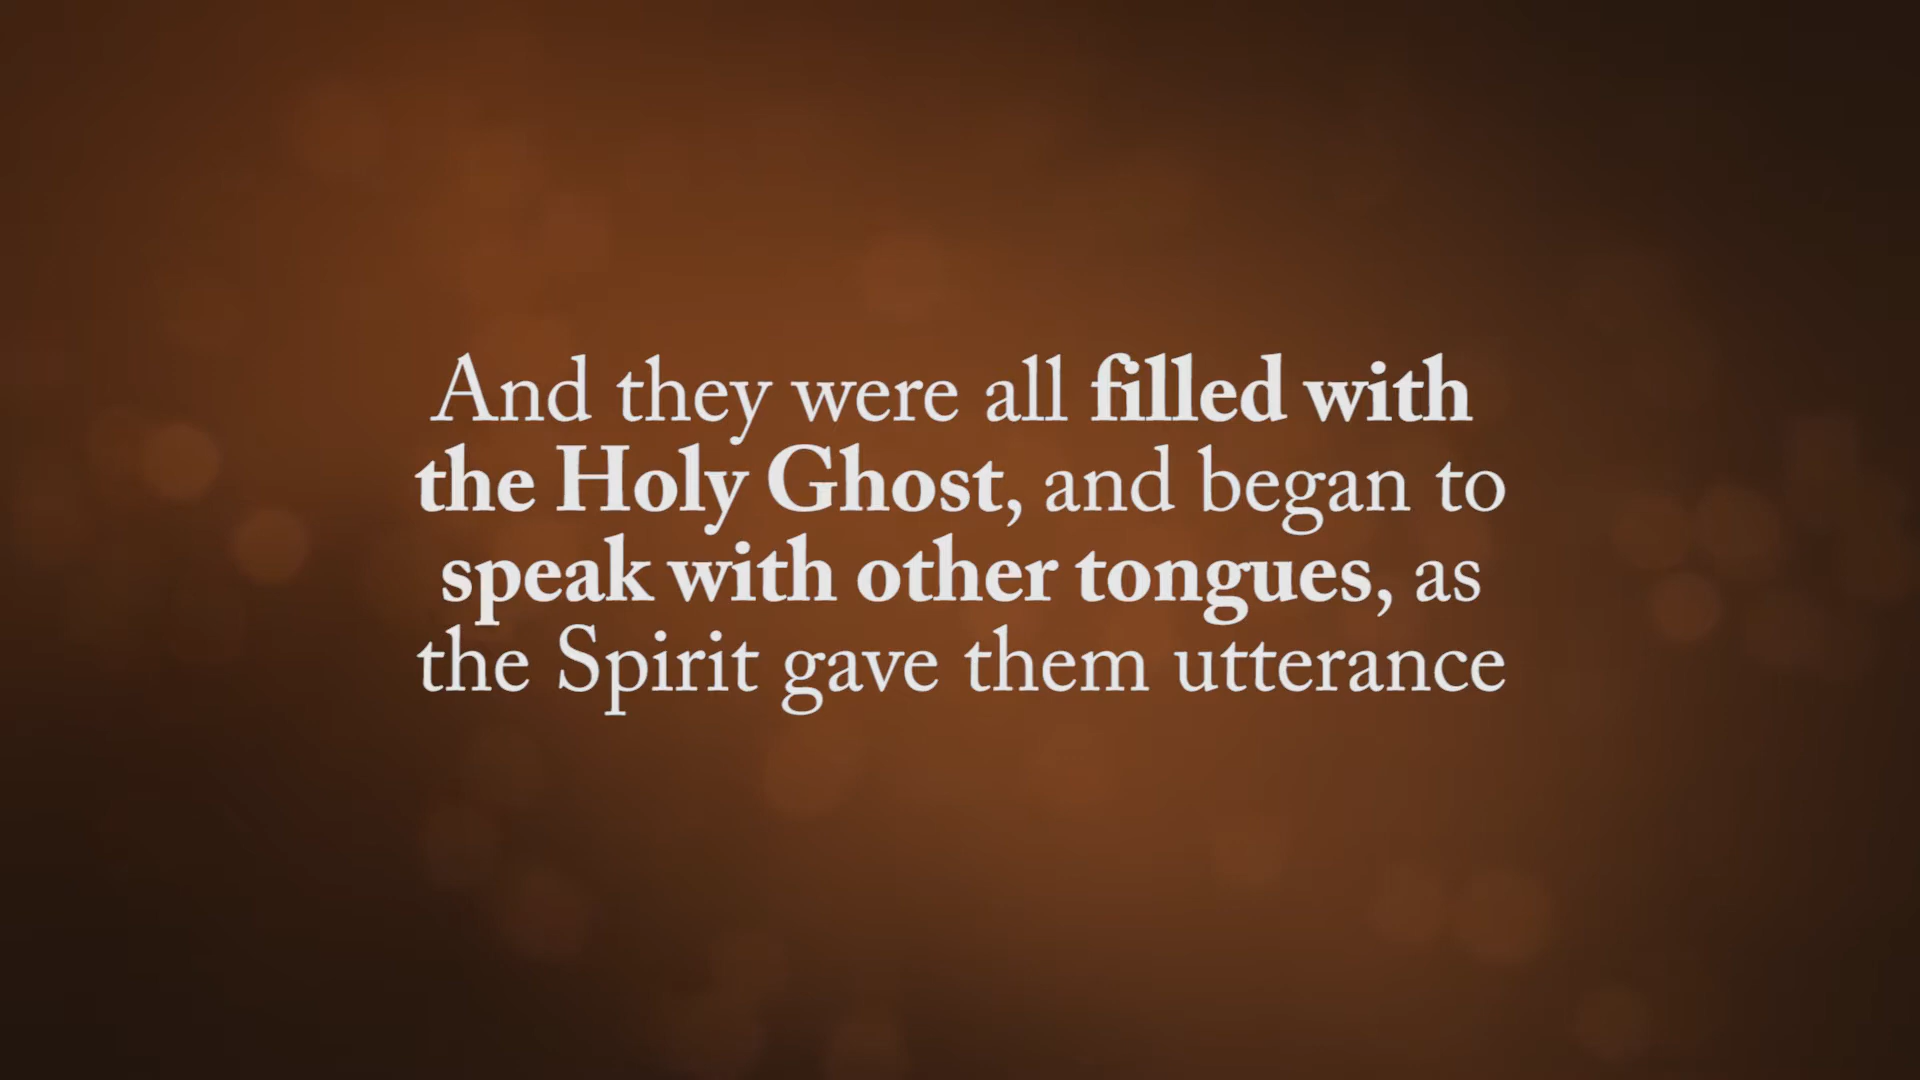 And they were all filled with
the Holy Ghost, and began to
speak with other tongues, as
the Spirit gave them utterance